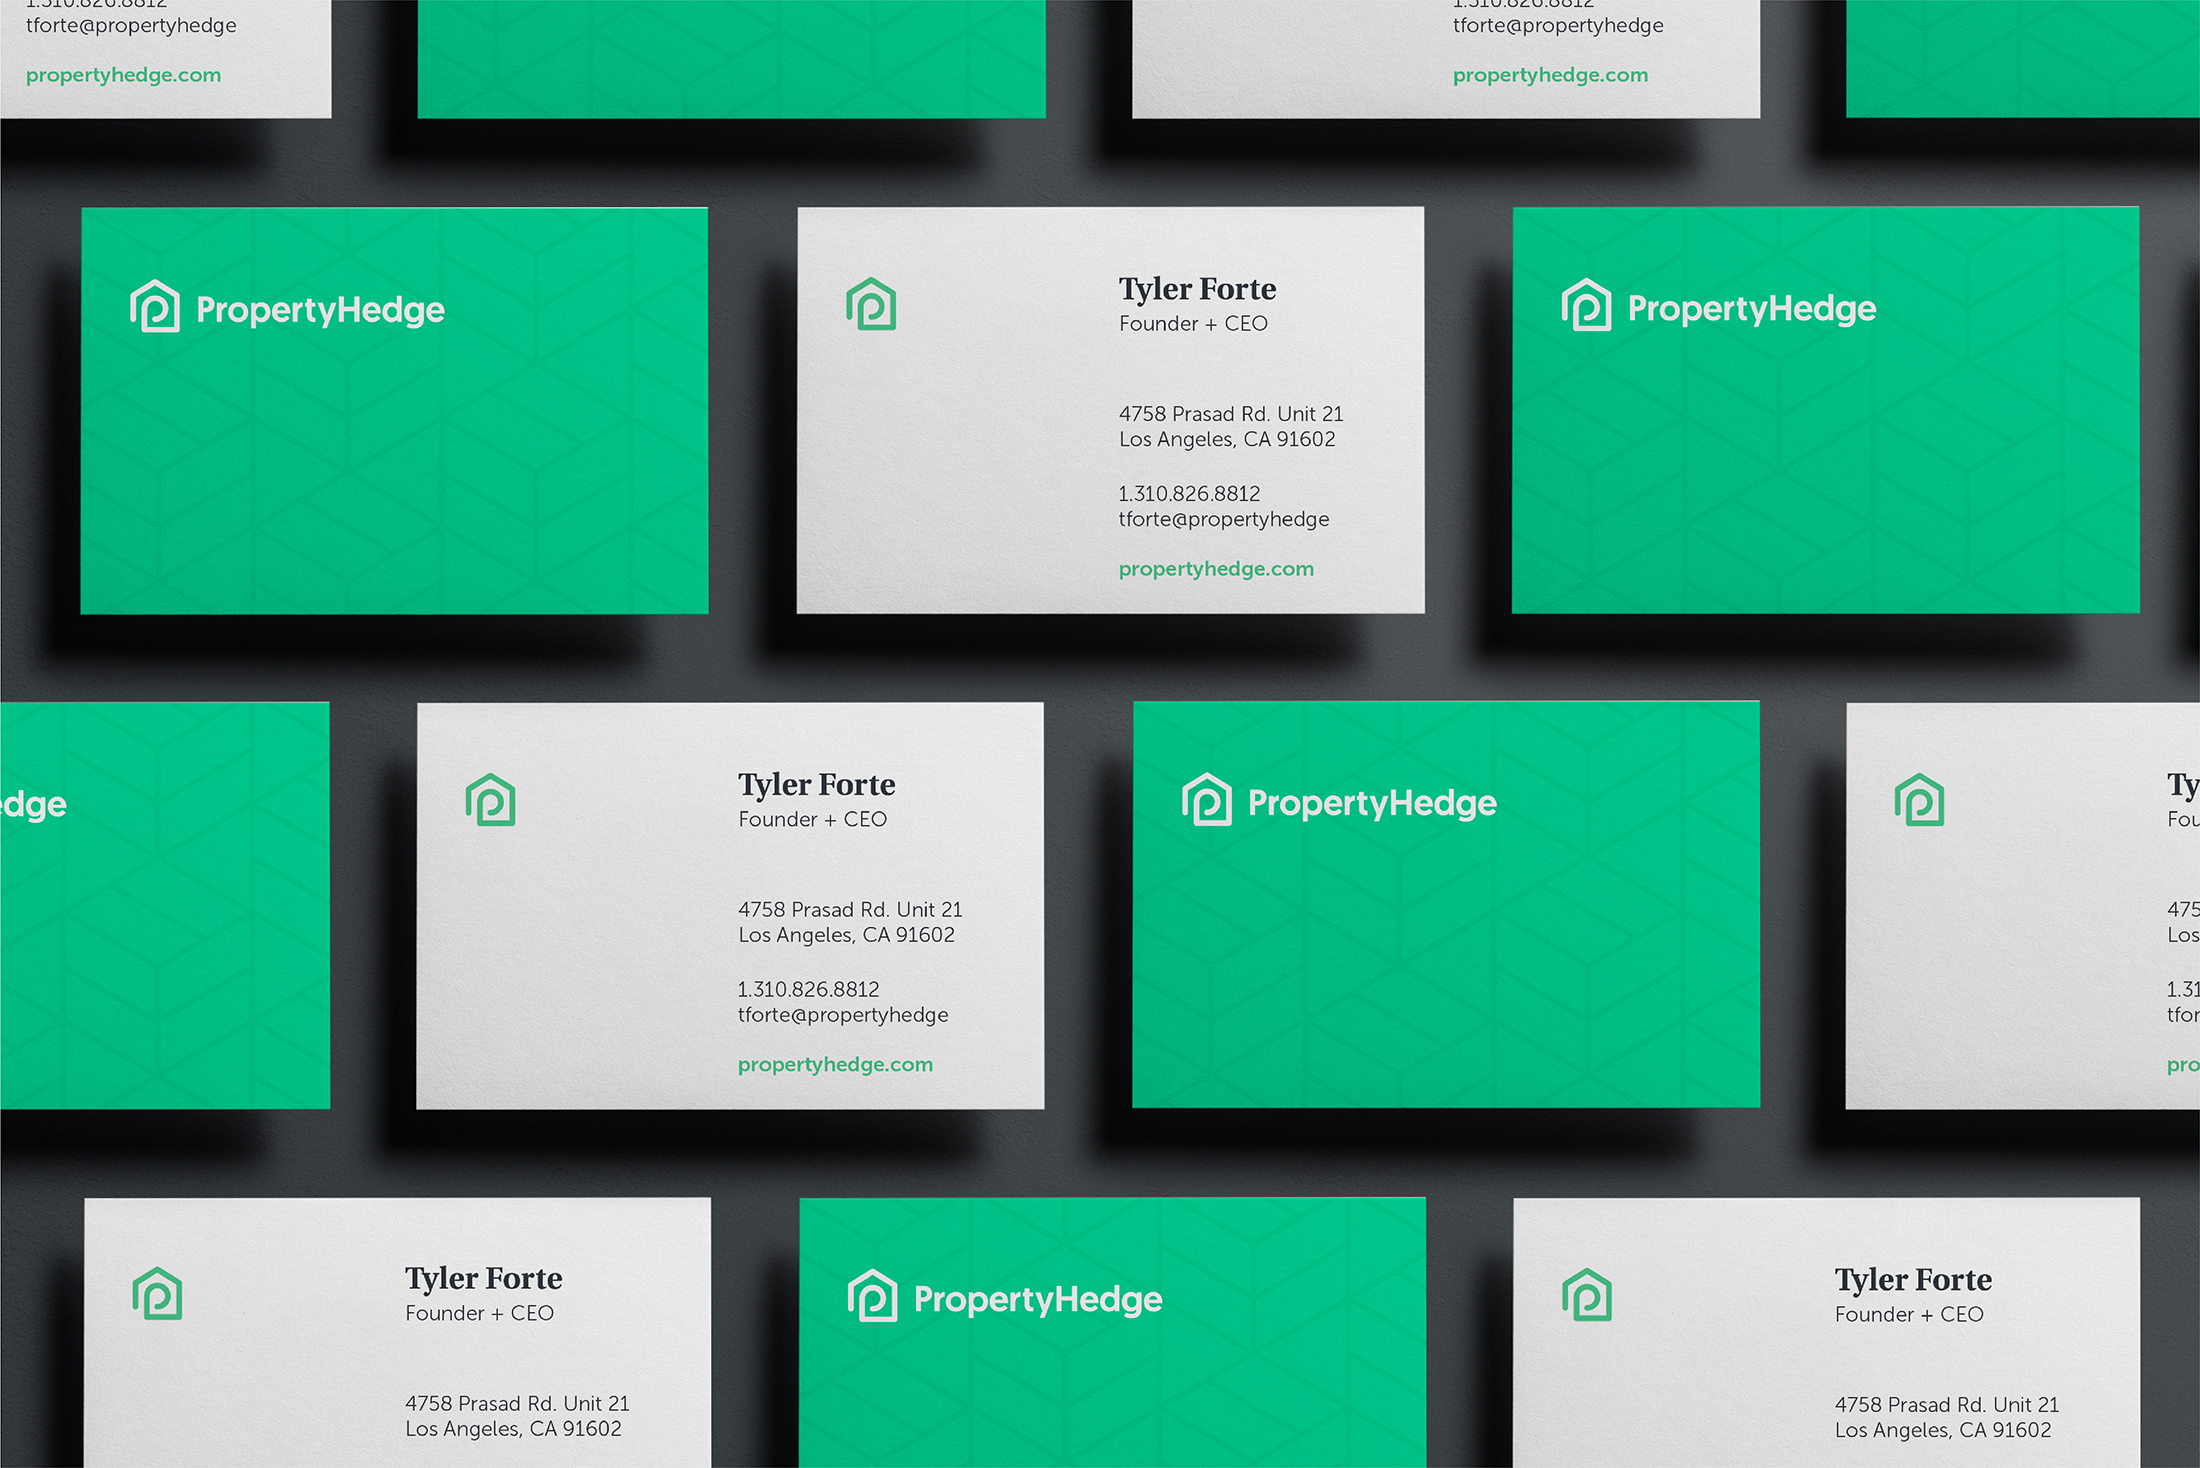 1.310.826.8812
tforte@propertyhedge
propertyhedge.com
1.310.826.8812
tforte@propertyhedge
propertyhedge.com
PropertyHedge
Tyler Forte
Founder + CEO
4758 Prasad Rd. Unit 21
Los Angeles, CA 91602
1.310.826.8812
tforte@propertyhedge
propertyhedge.com
PropertyHedge
edge
Tyler Forte
Founder + CEO
4758 Prasad Rd. Unit 21
Los Angeles, CA 91602
1.310.826.8812
tforte@propertyhedge
propertyhedge.com
PropertyHedge
Ty
Fou
475
Los
1.31
tfor
pro
Tyler Forte
Founder + CEO
4758 Prasad Rd. Unit 21
Los Angeles, CA 91602
PropertyHedge
Tyler Forte
Founder + CEO
4758 Prasad Rd. Unit 21
Los Angeles, CA 91602